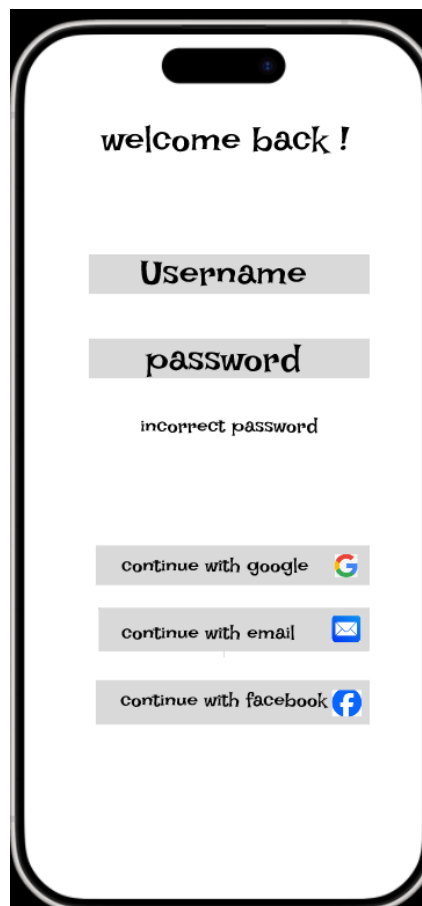 welcome back !
Username
password
incorrect password
continue with google
continue with email
continue with facebook